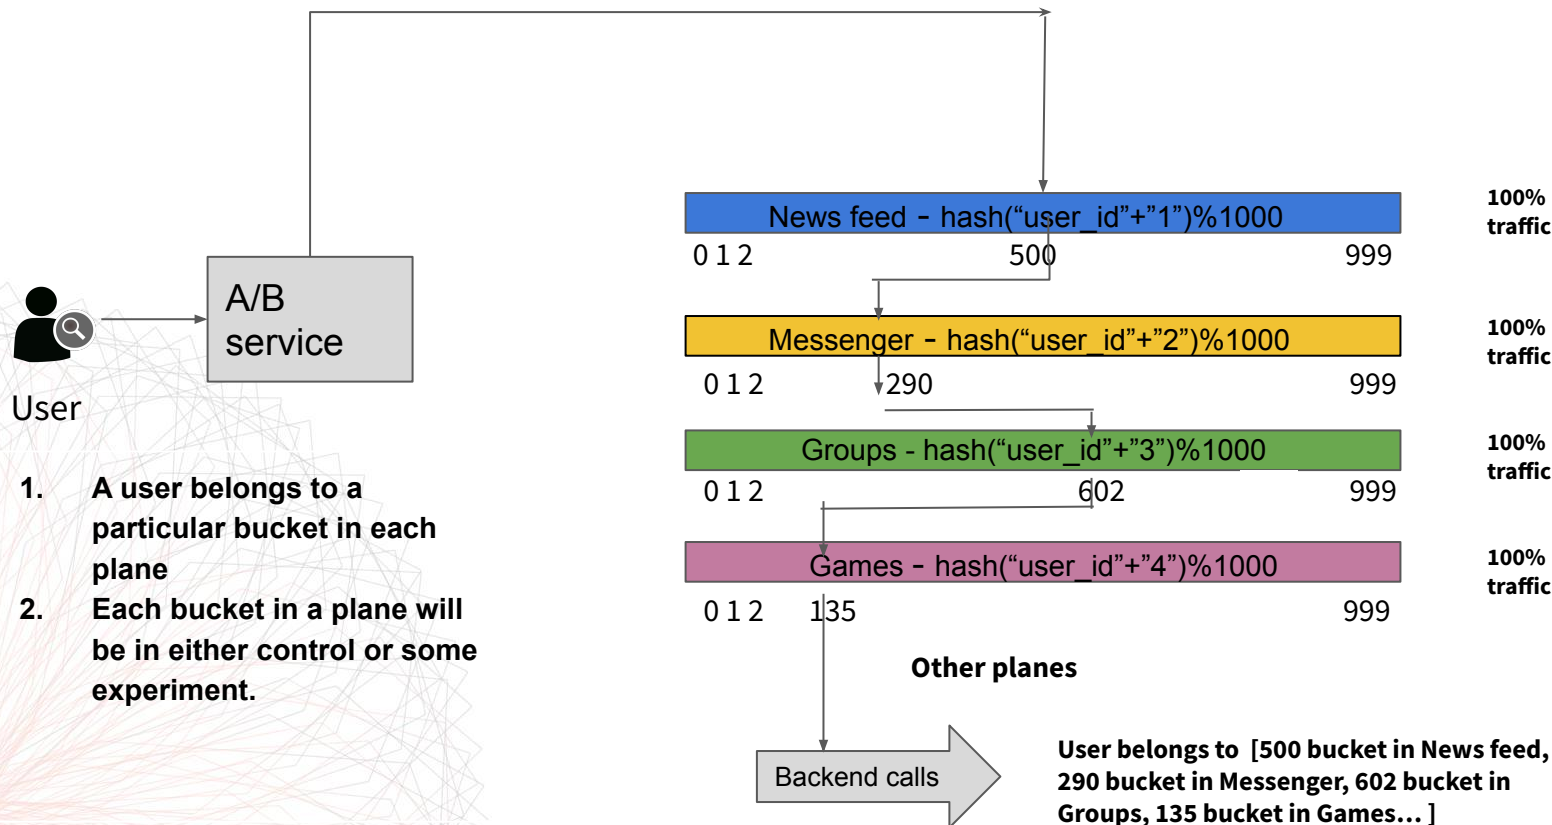 News feed - hash(“user_id”+”1”)%1000
0 1 2 500 999
100%
traffic
A/B
service
User
Messenger - hash(“user_id”+”2”)%1000
0 1 2 290 999
100%
traffic
Groups - hash(“user_id”+”3”)%1000
0 1 2 602 999
100%
traffic
Games - hash(“user_id”+”4”)%1000
0 1 2 135 999
100%
traffic
1. A user belongs to a
particular bucket in each
plane
2. Each bucket in a plane will
be in either control or some
experiment.
Other planes
Backend calls
User belongs to [500 bucket in News feed,
290 bucket in Messenger, 602 bucket in
Groups, 135 bucket in Games… ]